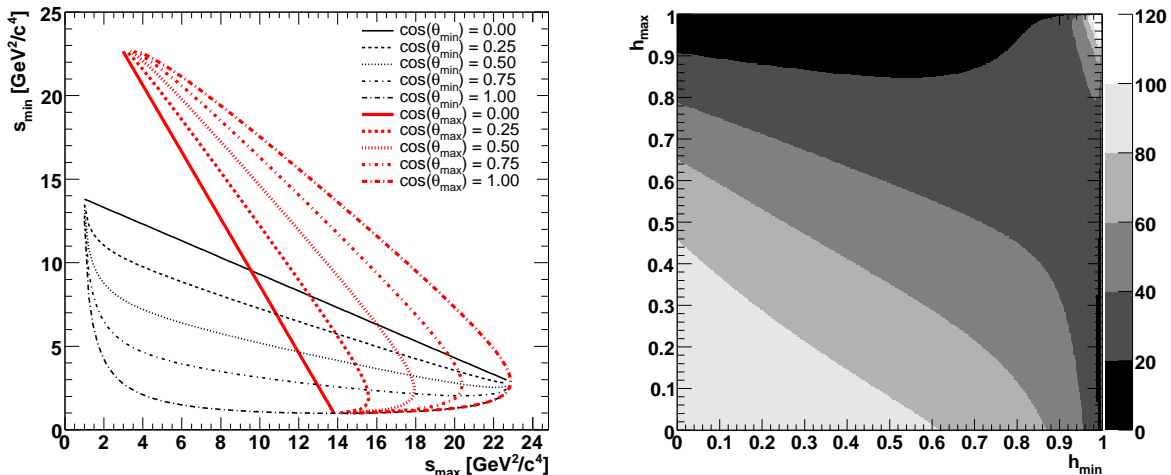 s_min [GeV²/c⁴]
25
20
15
10
5
0
0 2 4 6 8 10 12 14 16 18 20 22 24
s_max [GeV²/c⁴]
cos(θ_min) = 0.00
cos(θ_min) = 0.25
cos(θ_min) = 0.50
cos(θ_min) = 0.75
cos(θ_min) = 1.00
cos(θ_max) = 0.00
cos(θ_max) = 0.25
cos(θ_max) = 0.50
cos(θ_max) = 0.75
cos(θ_max) = 1.00
h_max
1
0.9
0.8
0.7
0.6
0.5
0.4
0.3
0.2
0.1
0
0 0.1 0.2 0.3 0.4 0.5 0.6 0.7 0.8 0.9 1
h_min
120
100
80
60
40
20
0